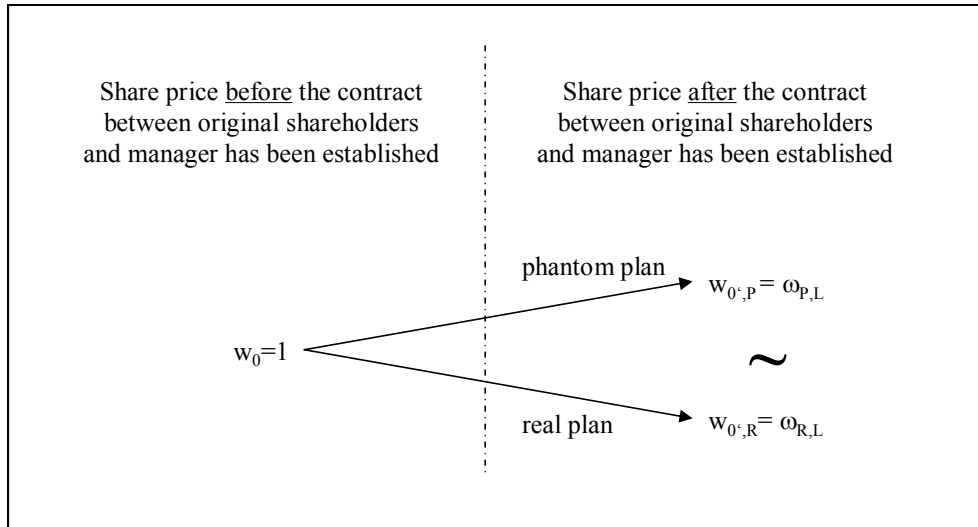 Share price before the contract
between original shareholders
and manager has been established
Share price after the contract
between original shareholders
and manager has been established
phantom plan
w₀‘,P = ωP,L
w₀=1
~
real plan
w₀‘,R = ωR,L